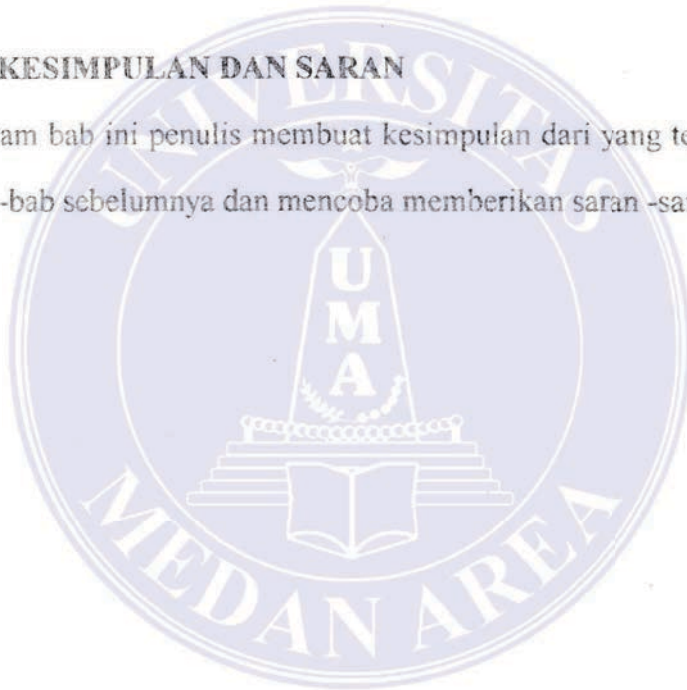 KESIMPULAN DAN SARAN
am bab ini penulis membuat kesimpulan dari yang te
-bab sebelumnya dan mencoba memberikan saran -sa
UNIVERSITAS
U
M
A
MEDAN AREA